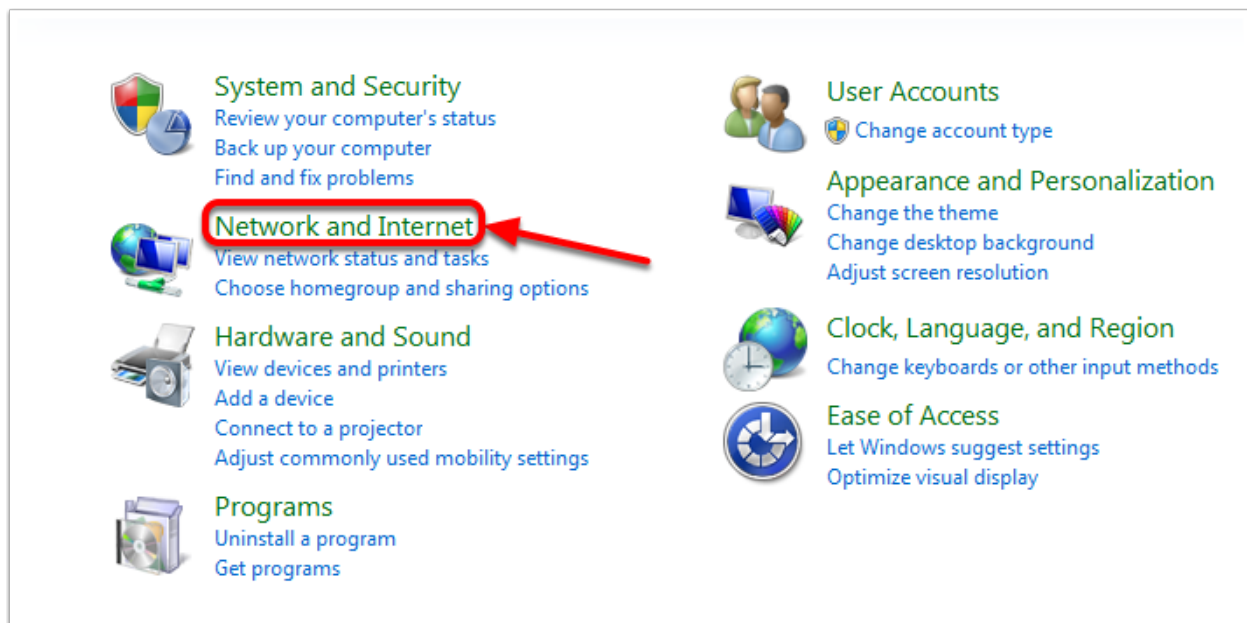 System and Security
Review your computer's status
Back up your computer
Find and fix problems
Network and Internet
View network status and tasks
Choose homegroup and sharing options
Hardware and Sound
View devices and printers
Add a device
Connect to a projector
Adjust commonly used mobility settings
Programs
Uninstall a program
Get programs
User Accounts
Change account type
Appearance and Personalization
Change the theme
Change desktop background
Adjust screen resolution
Clock, Language, and Region
Change keyboards or other input methods
Ease of Access
Let Windows suggest settings
Optimize visual display